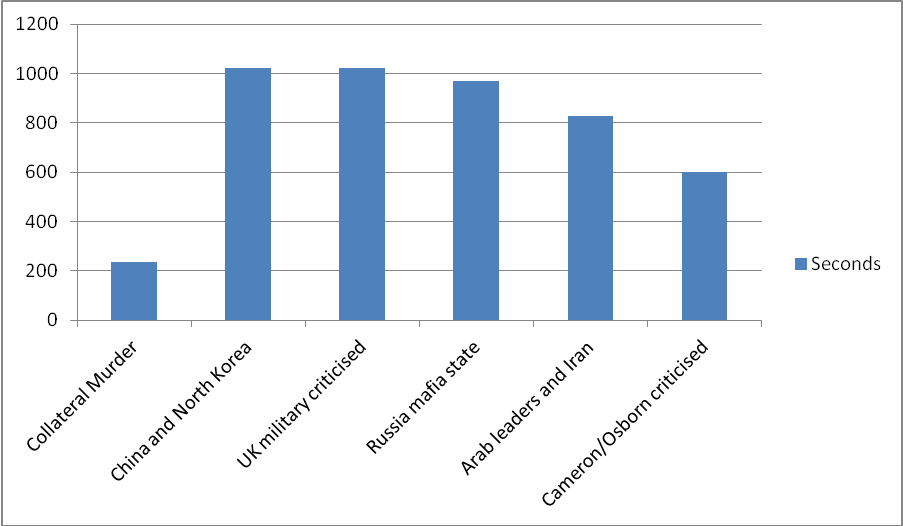 1200
1000
800
600
400
200
0
Seconds
Collateral Murder
China and North Korea
UK military criticised
Russia mafia state
Arab leaders and Iran
Cameron/Osborn criticised